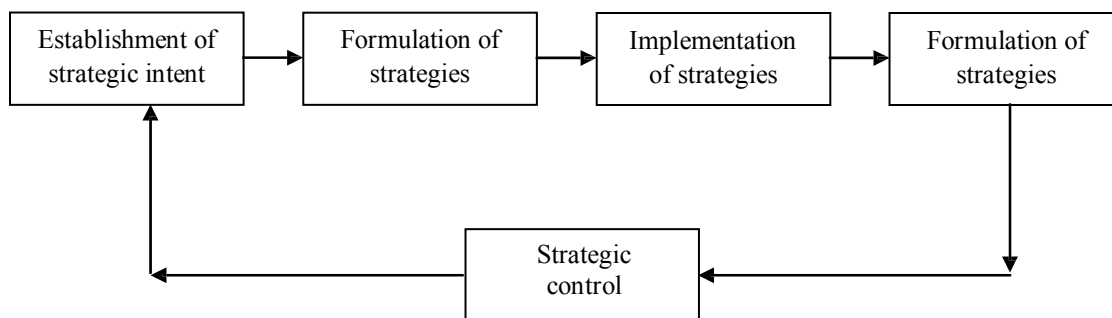 Establishment of
strategic intent
Formulation of
strategies
Implementation
of strategies
Formulation of
strategies
Strategic
control